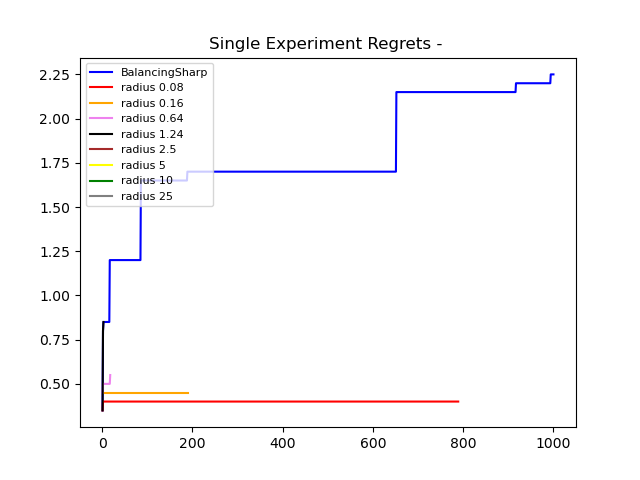 Single Experiment Regrets -
BalancingSharp
radius 0.08
radius 0.16
radius 0.64
radius 1.24
radius 2.5
radius 5
radius 10
radius 25
2.25
2.00
1.75
1.50
1.25
1.00
0.75
0.50
0 200 400 600 800 1000